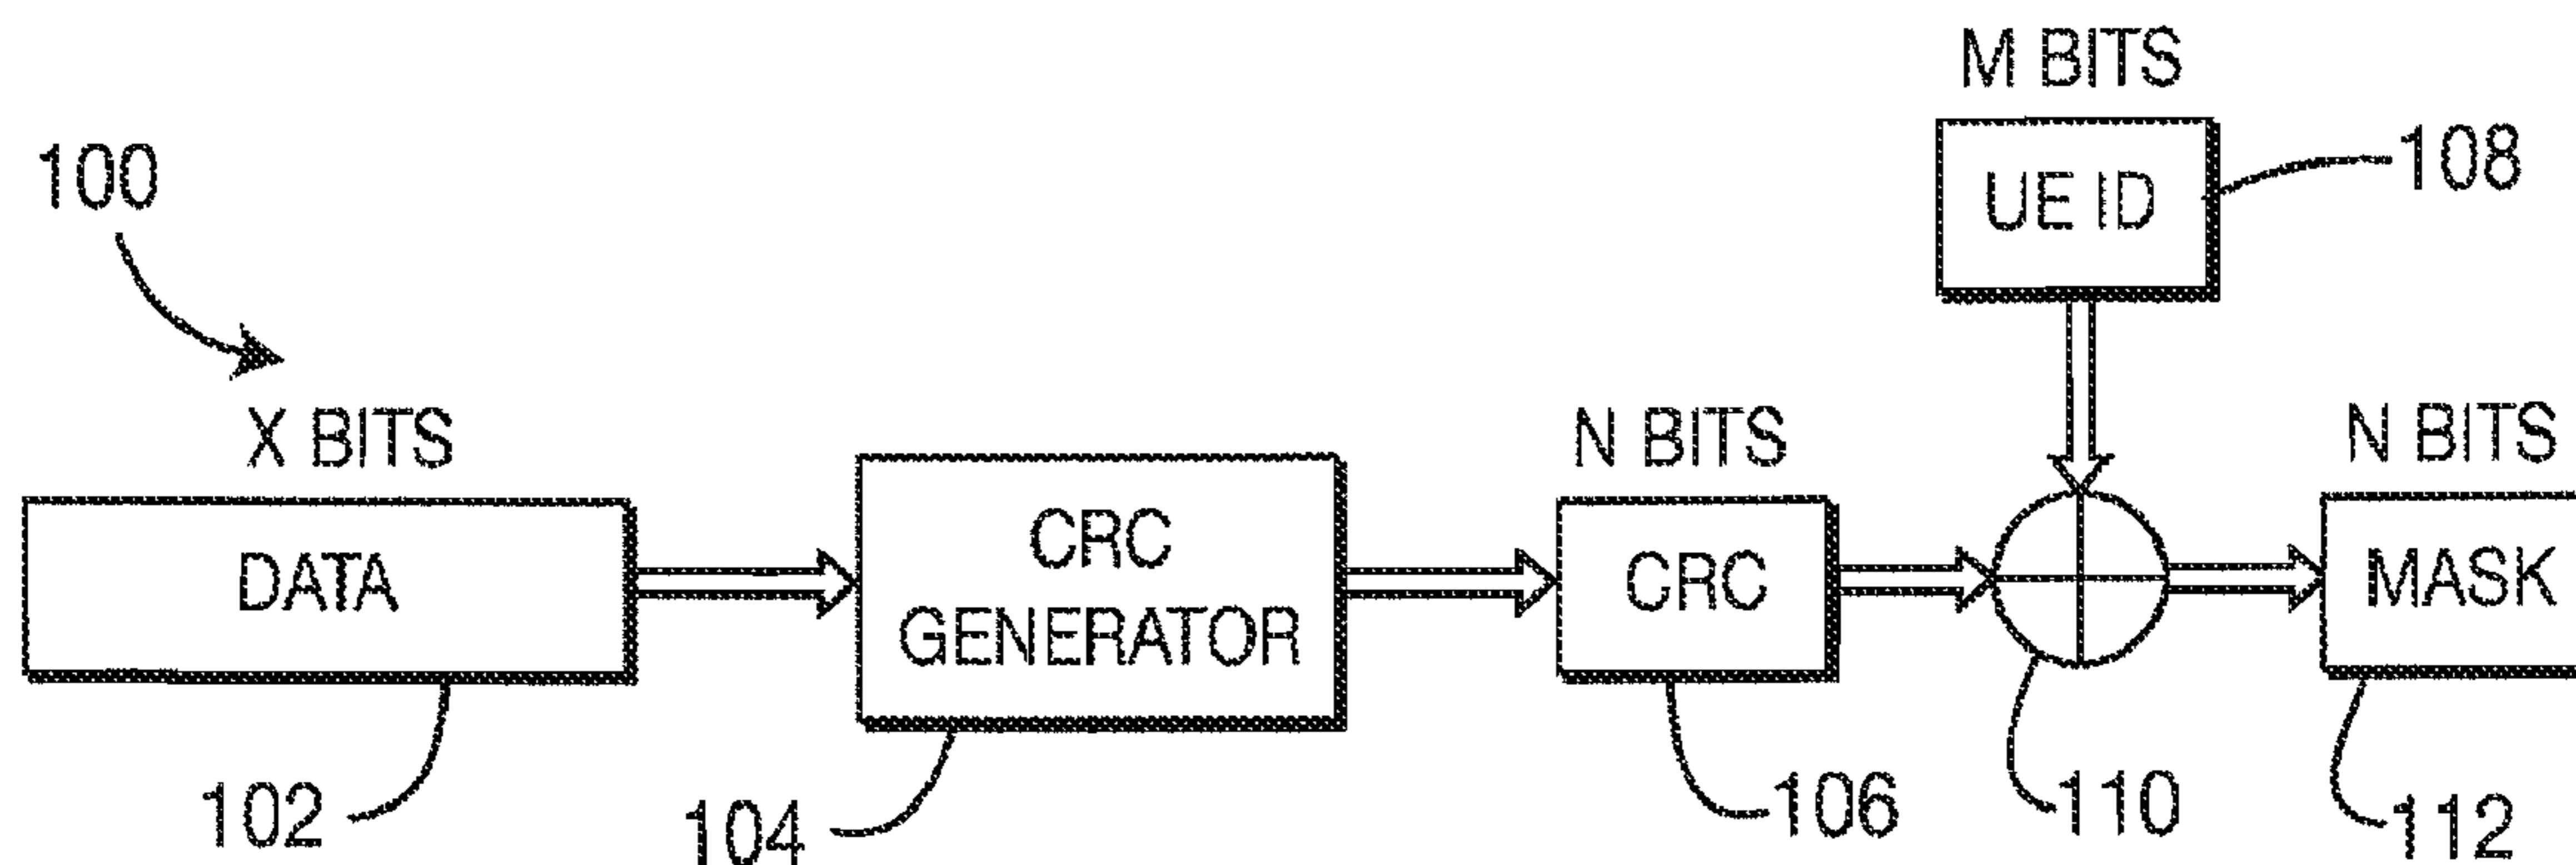 M BITS
100
UE ID
108
X BITS
N BITS
N BITS
DATA
CRC
GENERATOR
CRC
MASK
102
104
106
110
112